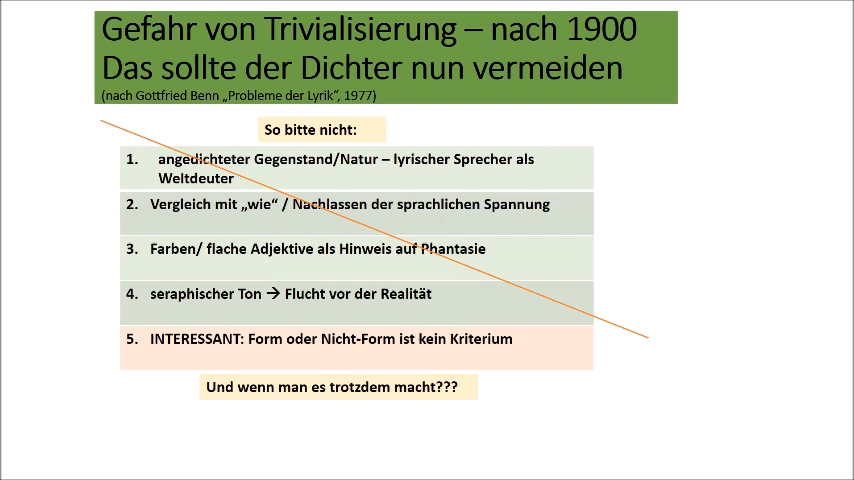 Gefahr von Trivialisierung – nach 1900
Das sollte der Dichter nun vermeiden
(nach Gottfried Benn „Probleme der Lyrik“, 1977)
So bitte nicht:
1. angedichteter Gegenstand/Natur – lyrischer Sprecher als
Weltdeuter
2. Vergleich mit „wie“ / Nachlassen der sprachlichen Spannung
3. Farben/ flache Adjektive als Hinweis auf Phantasie
4. seraphischer Ton → Flucht vor der Realität
5. INTERESSANT: Form oder Nicht-Form ist kein Kriterium
Und wenn man es trotzdem macht???